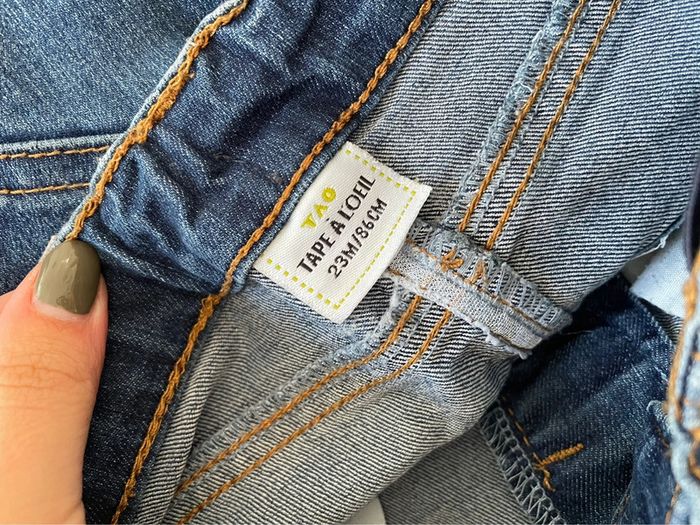 TAO
TAPE À L'OEIL
23M/86CM